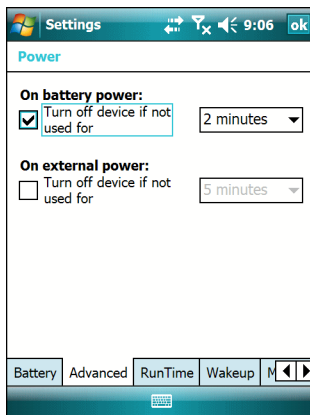 Settings 9:06 ok
Power
On battery power:
Turn off device if not
used for
2 minutes
On external power:
Turn off device if not
used for
5 minutes
Battery Advanced RunTime Wakeup M